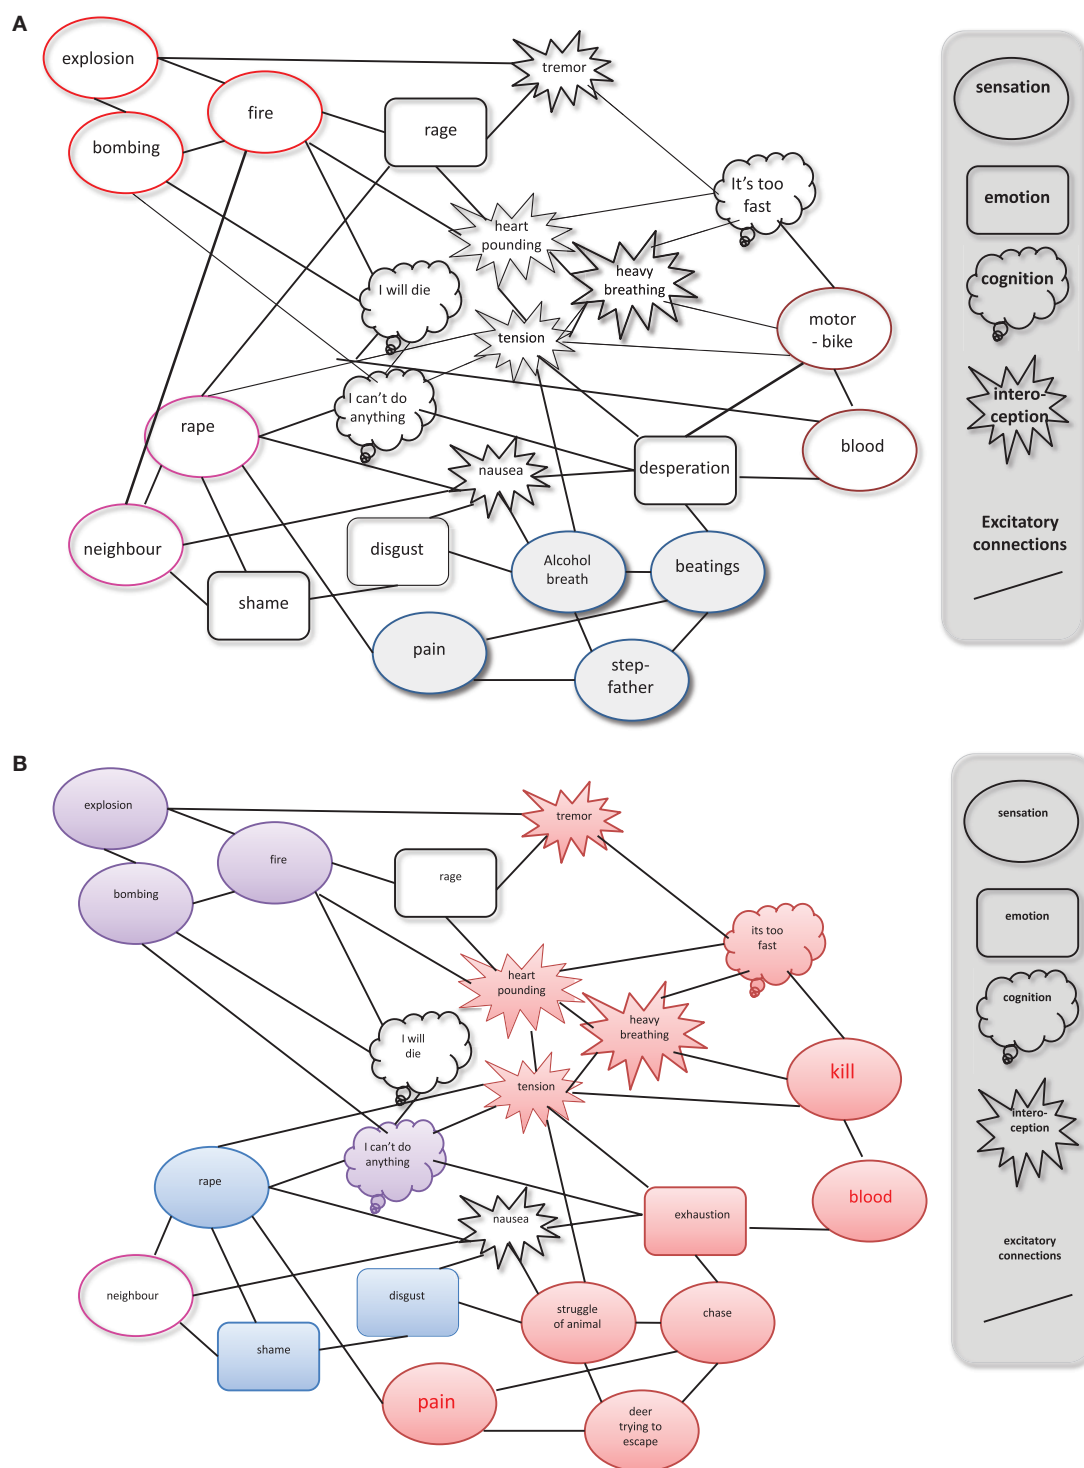 A
explosion
tremor
sensation
fire
rage
bombing
It's too
fast
emotion
heart
pounding
heavy
breathing
cognition
I will die
motor
- bike
tension
intero-
ception
I can't do
anything
rape
blood
nausea
desperation
Excitatory
connections
neighbour
disgust
Alcohol
breath
beatings
shame
pain
step-
father
B
explosion
tremor
sensation
fire
rage
bombing
its too
fast
emotion
heart
pounding
heavy
breathing
cognition
I will
die
kill
tension
intero-
ception
I can't do
anything
rape
blood
nausea
exhaustion
excitatory
connections
neighbour
disgust
struggle
of animal
chase
shame
pain
deer
trying to
escape